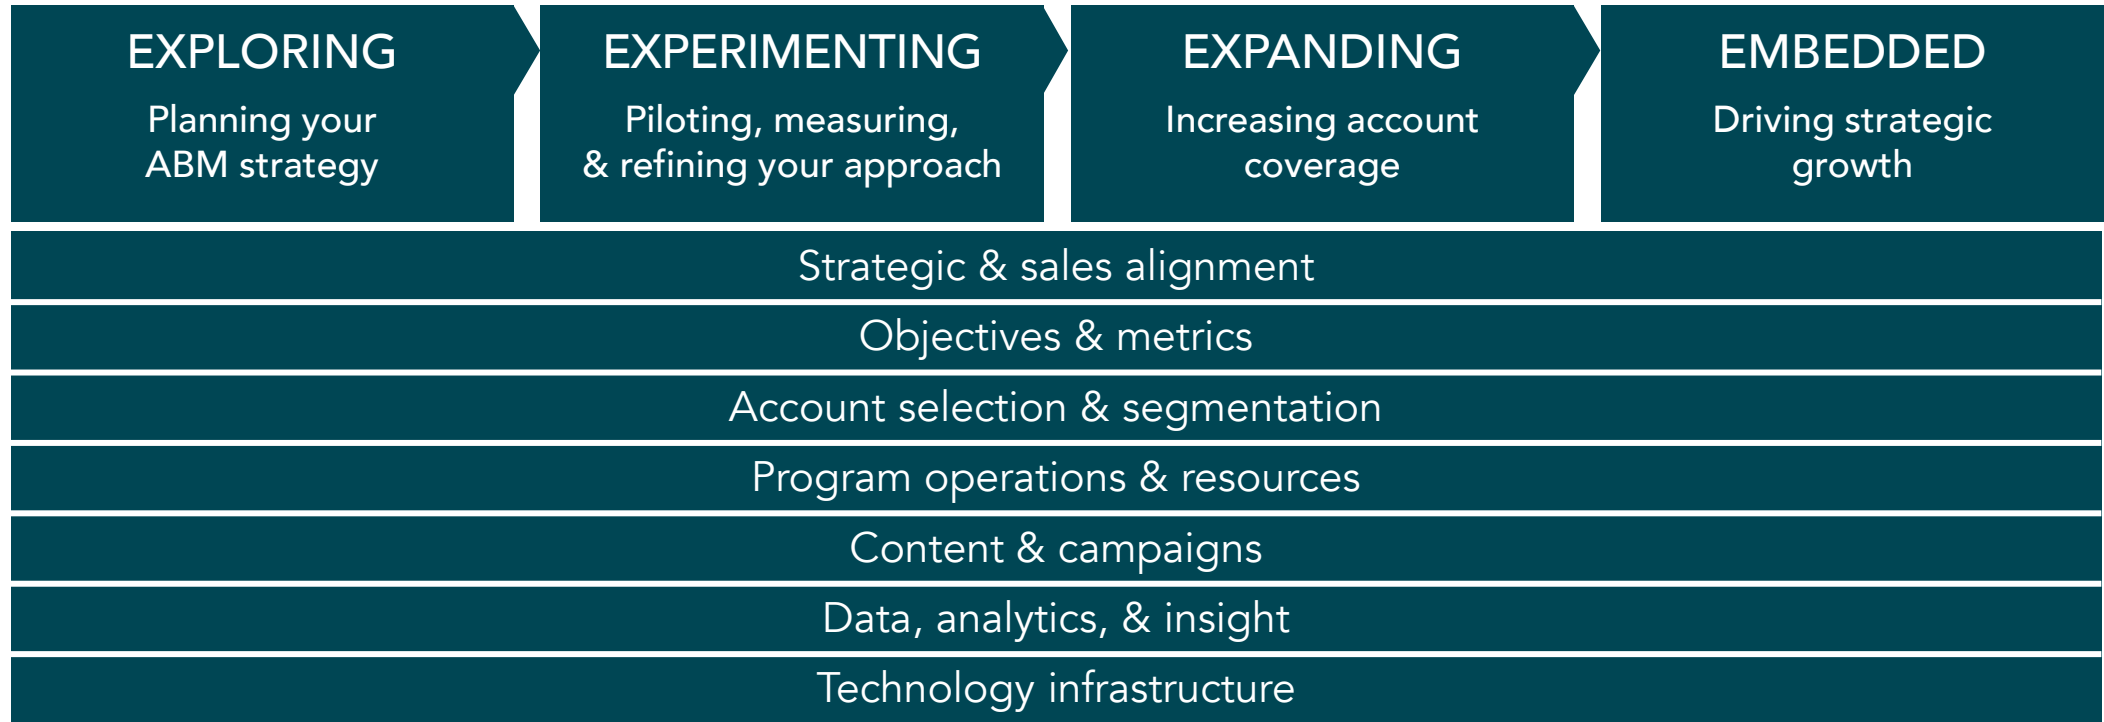 EXPLORING
Planning your
ABM strategy
EXPERIMENTING
Piloting, measuring,
& refining your approach
EXPANDING
Increasing account
coverage
EMBEDDED
Driving strategic
growth
Strategic & sales alignment
Objectives & metrics
Account selection & segmentation
Program operations & resources
Content & campaigns
Data, analytics, & insight
Technology infrastructure